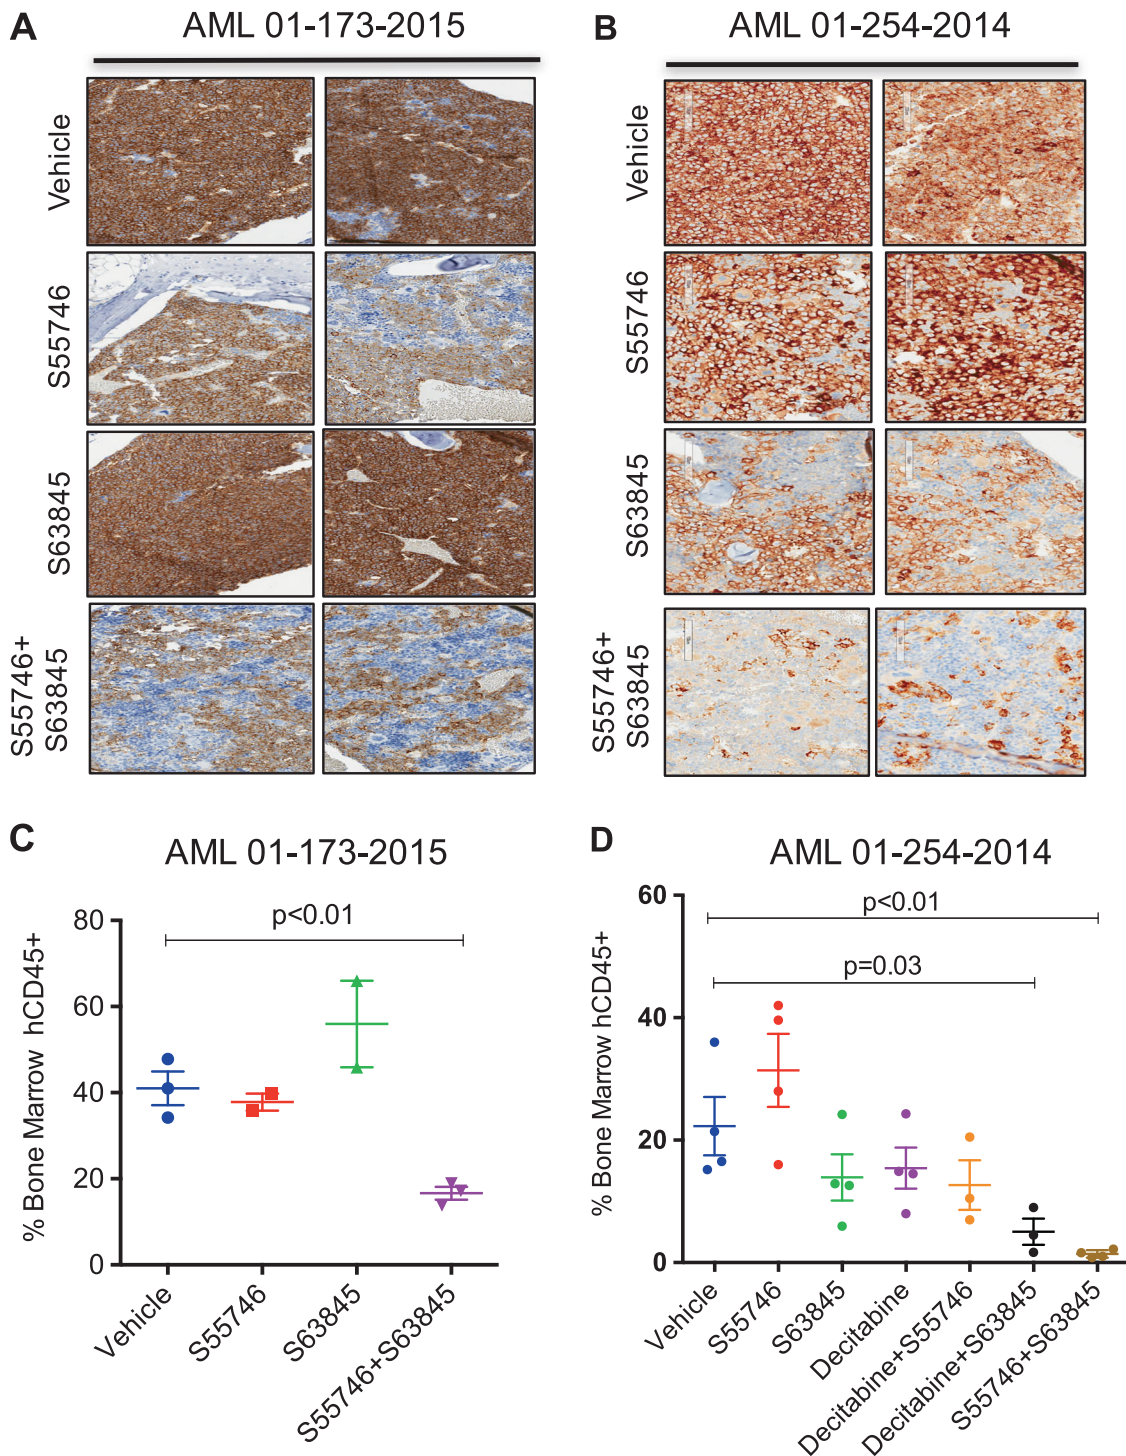 A
AML 01-173-2015
Vehicle
S55746
S63845
S55746+
S63845
B
AML 01-254-2014
Vehicle
S55746
S63845
S55746+
S63845
C
AML 01-173-2015
p<0.01
% Bone Marrow hCD45+
80
60
40
20
0
Vehicle
S55746
S63845
S55746+S63845
D
AML 01-254-2014
p<0.01
p=0.03
% Bone Marrow hCD45+
60
40
20
0
Vehicle
S55746
S63845
Decitabine
Decitabine+S55746
Decitabine+S63845
S55746+S63845